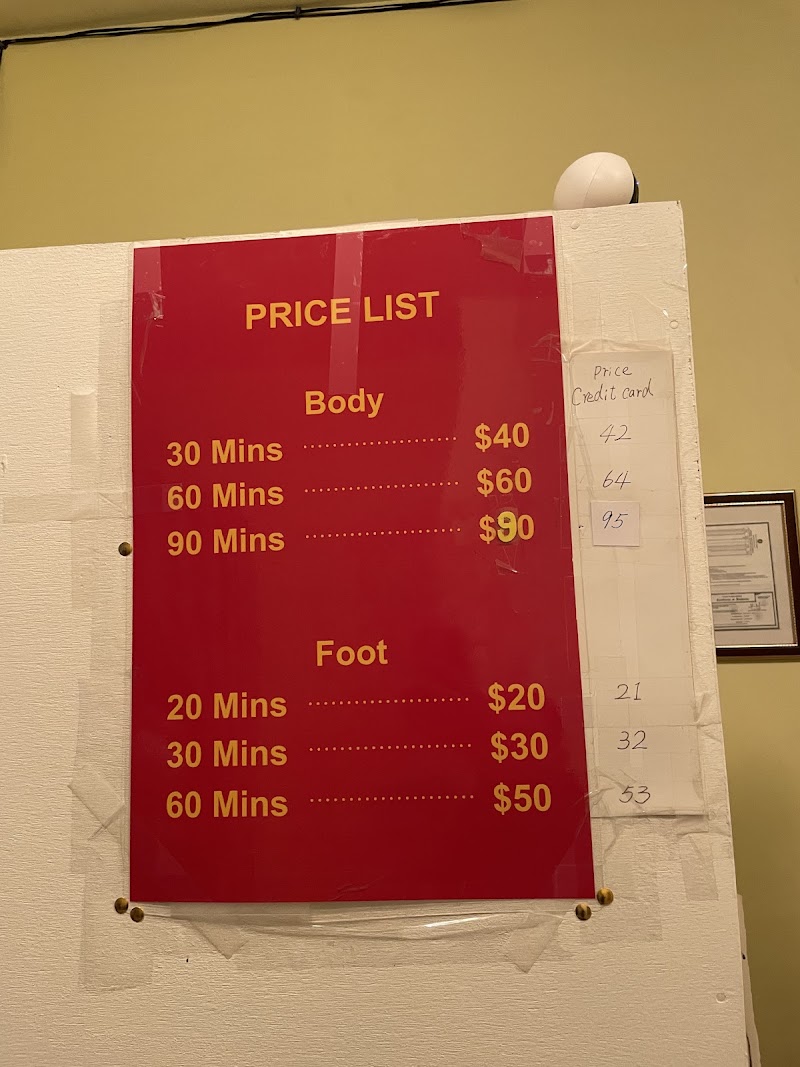 PRICE LIST
Price
Credit card
Body
30 Mins ........................ $40 42
60 Mins ........................ $60 64
90 Mins ........................ $90 95
Foot
20 Mins ........................ $20 21
30 Mins ........................ $30 32
60 Mins ........................ $50 53